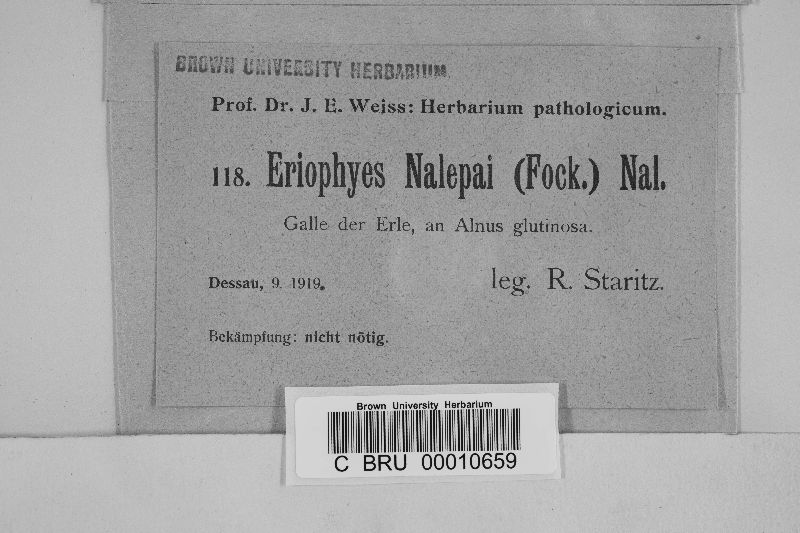 BROWN UNIVERSITY HERBARIUM.
Prof. Dr. J. E. Weiss: Herbarium pathologicum.
118. Eriophyes Nalepai (Fock.) Nal.
Galle der Erle, an Alnus glutinosa.
Dessau, 9. 1919. leg. R. Staritz.
Bekämpfung: nicht nötig.
Brown University Herbarium
C BRU 00010659